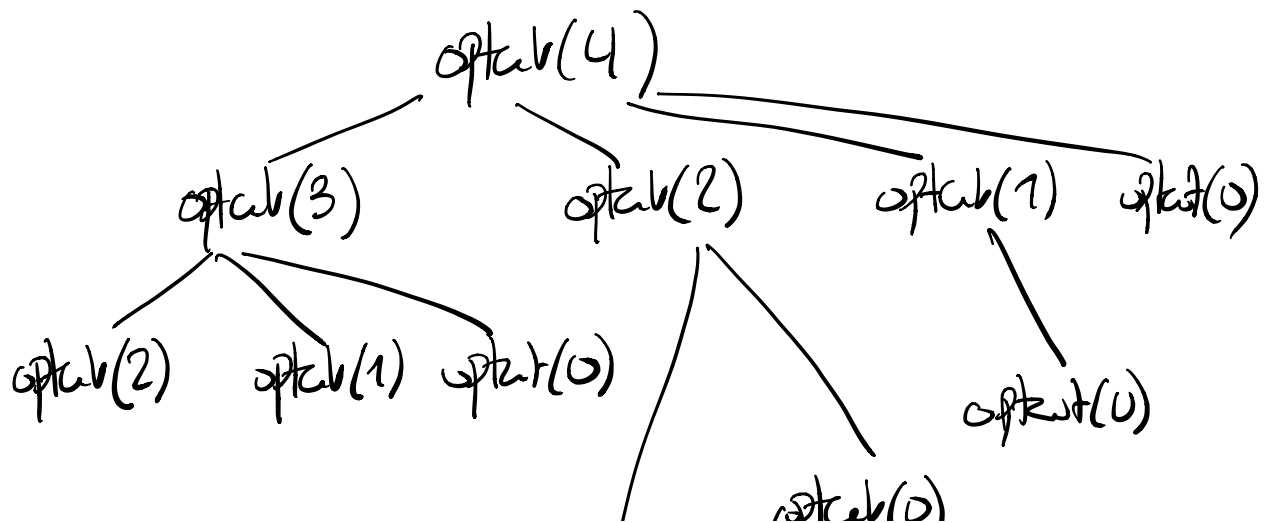 optcut(4)
optcut(3) optcut(2) optcut(1) optcut(0)
optcut(2) optcut(1) optcut(0)
optcut(0)
optcut(0)